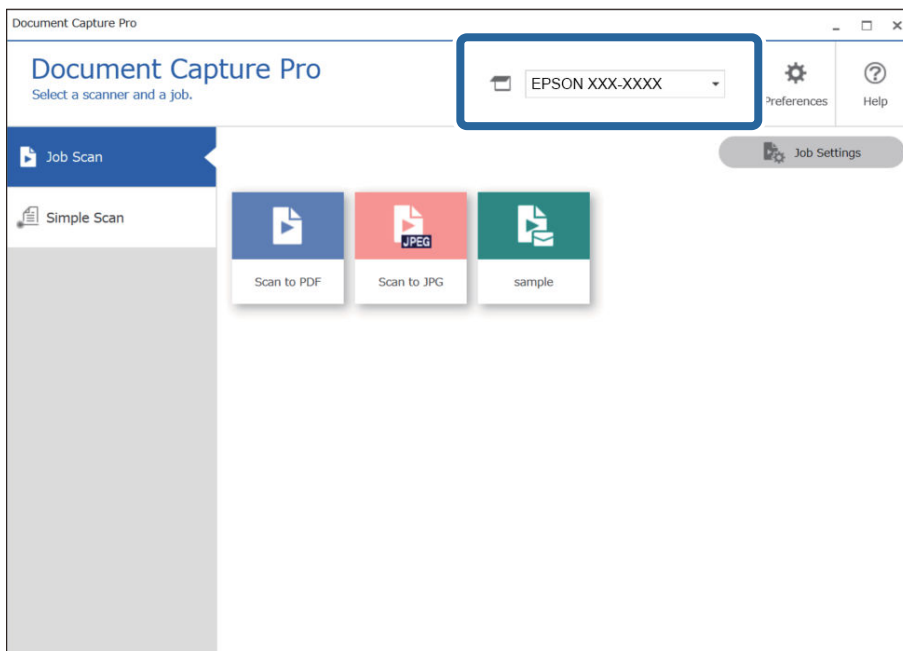 Document Capture Pro
Document Capture Pro
Select a scanner and a job.
EPSON XXX-XXXX
Preferences
Help
Job Scan
Job Settings
Simple Scan
JPEG
Scan to PDF
Scan to JPG
sample